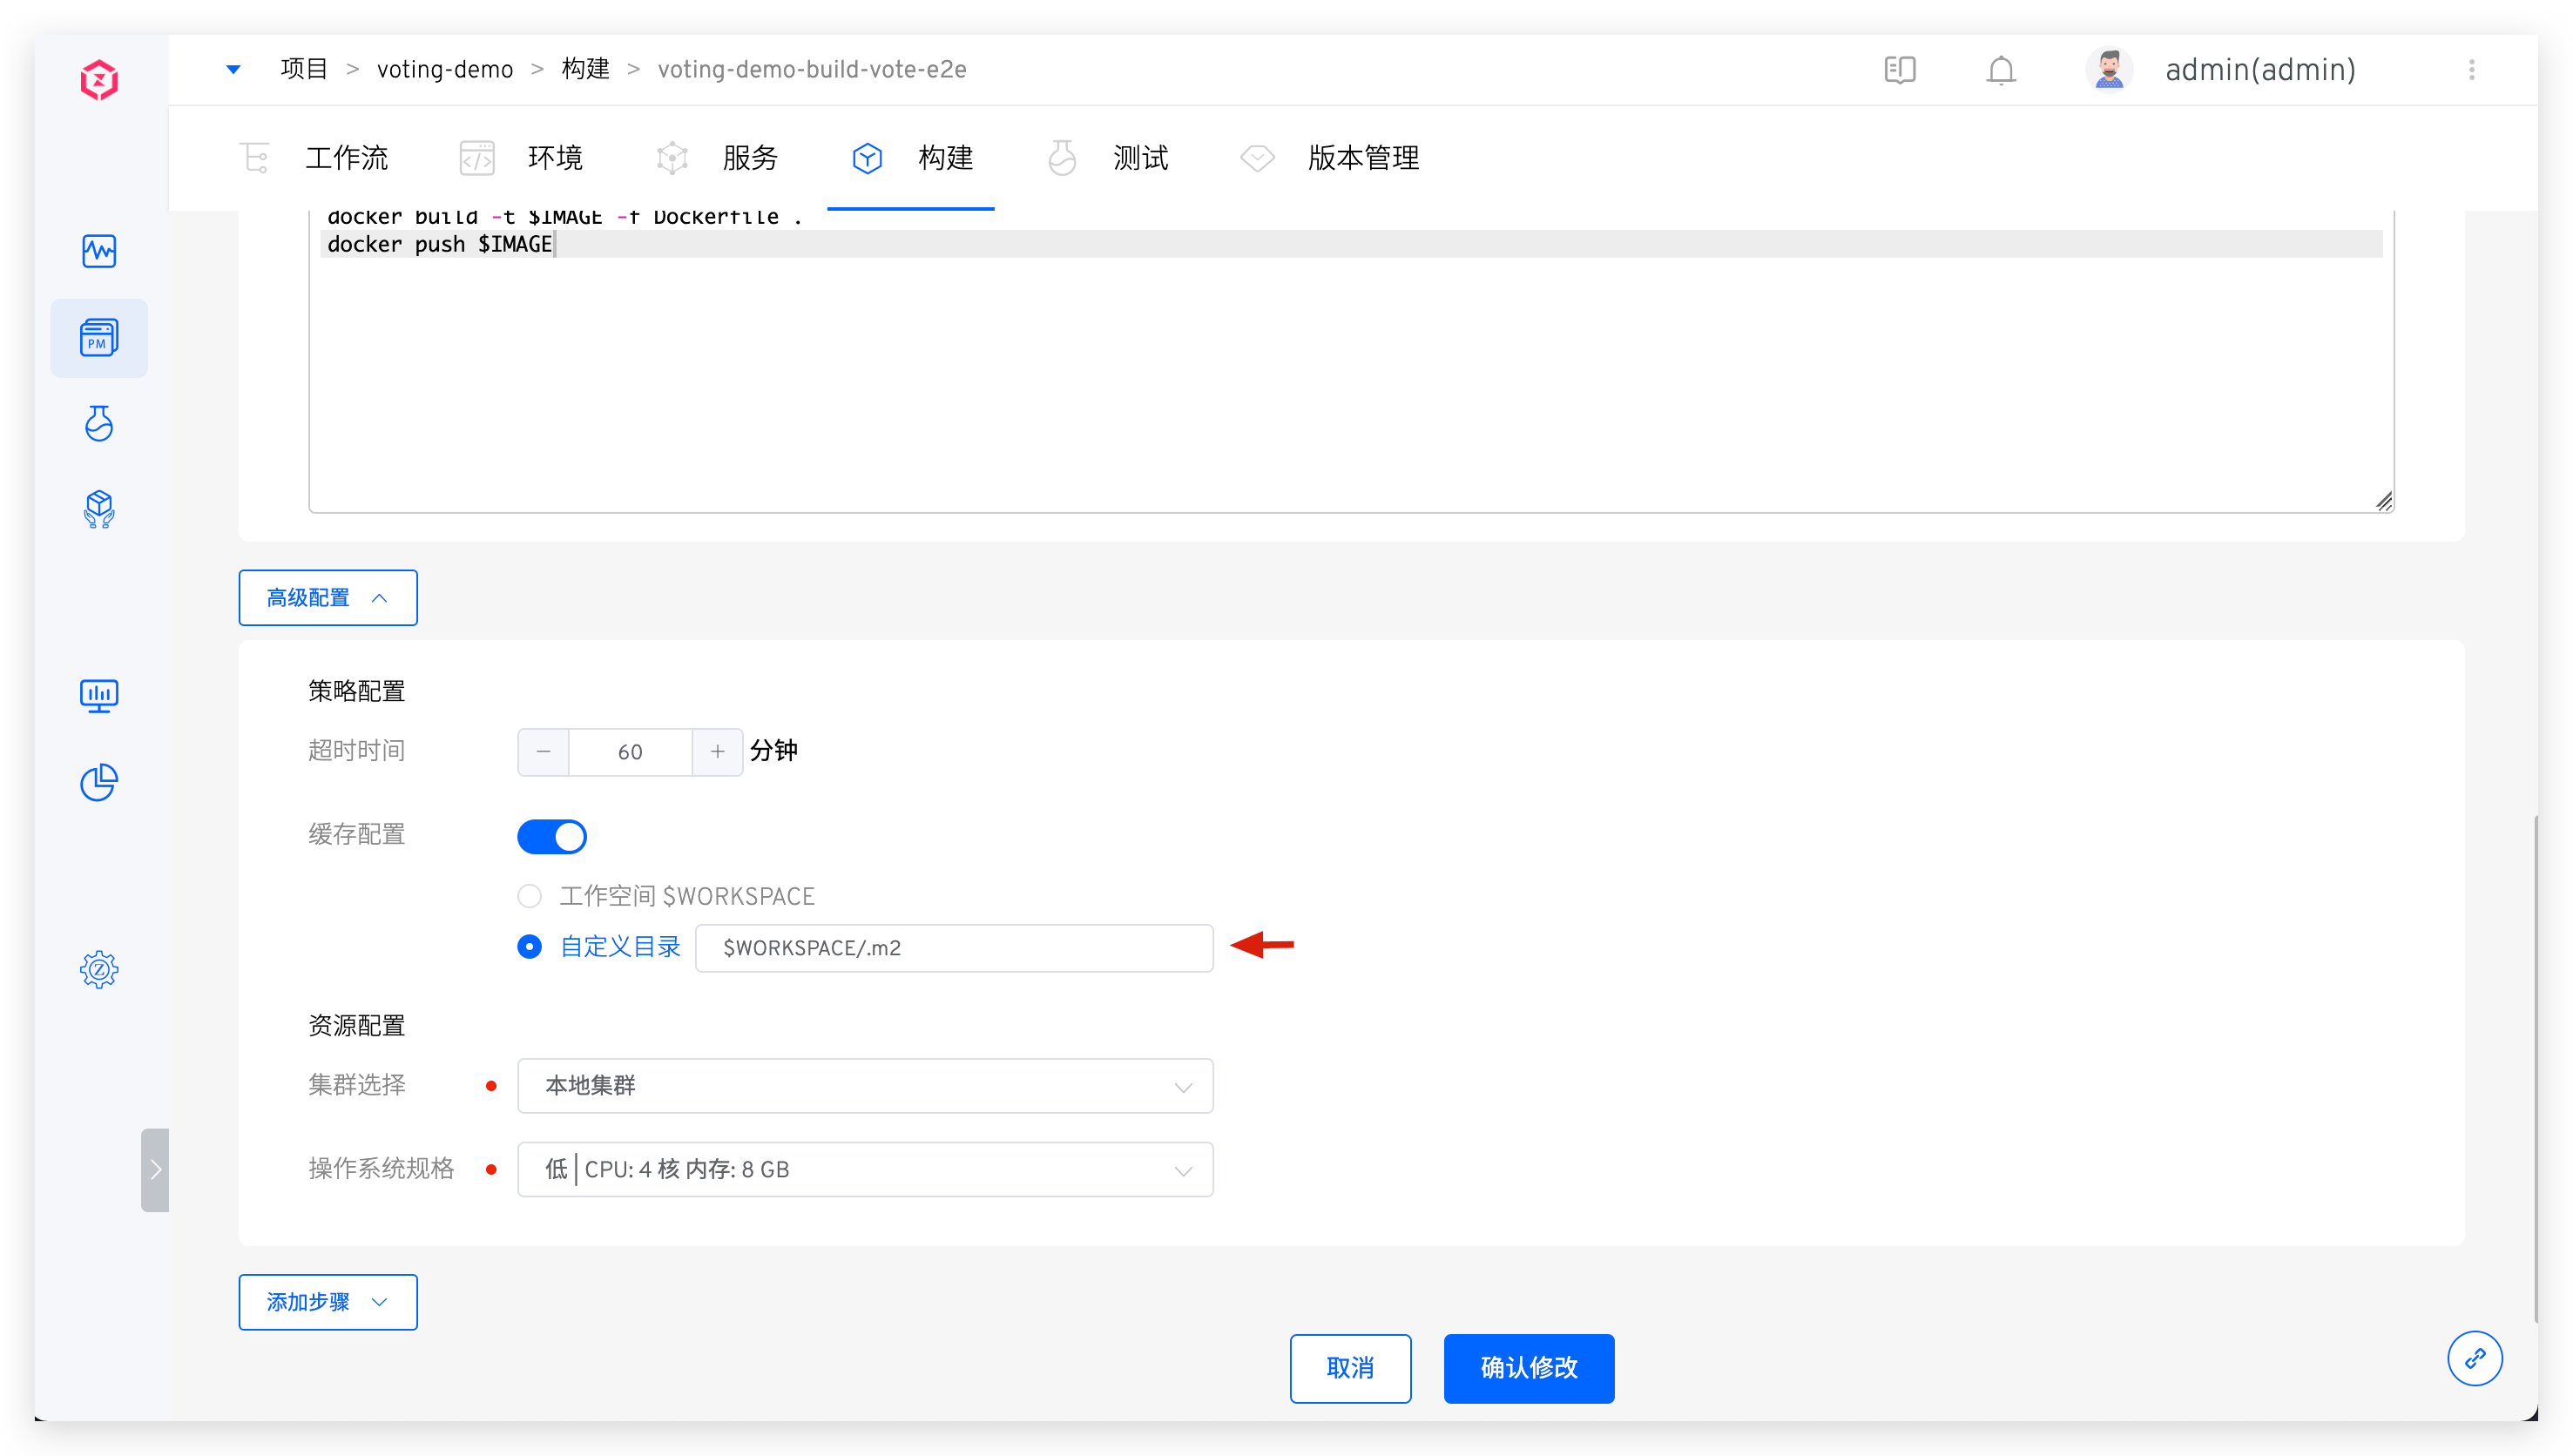 项目 > voting-demo > 构建 > voting-demo-build-vote-e2e
admin(admin)
工作流 环境 服务 构建 测试 版本管理
docker build -t $IMAGE -f Dockerfile .
docker push $IMAGE
PM
高级配置
策略配置
超时时间 − 60 + 分钟
缓存配置
工作空间 $WORKSPACE
自定义目录 $WORKSPACE/.m2
资源配置
集群选择 本地集群
操作系统规格 低 | CPU: 4 核 内存: 8 GB
添加步骤
取消 确认修改